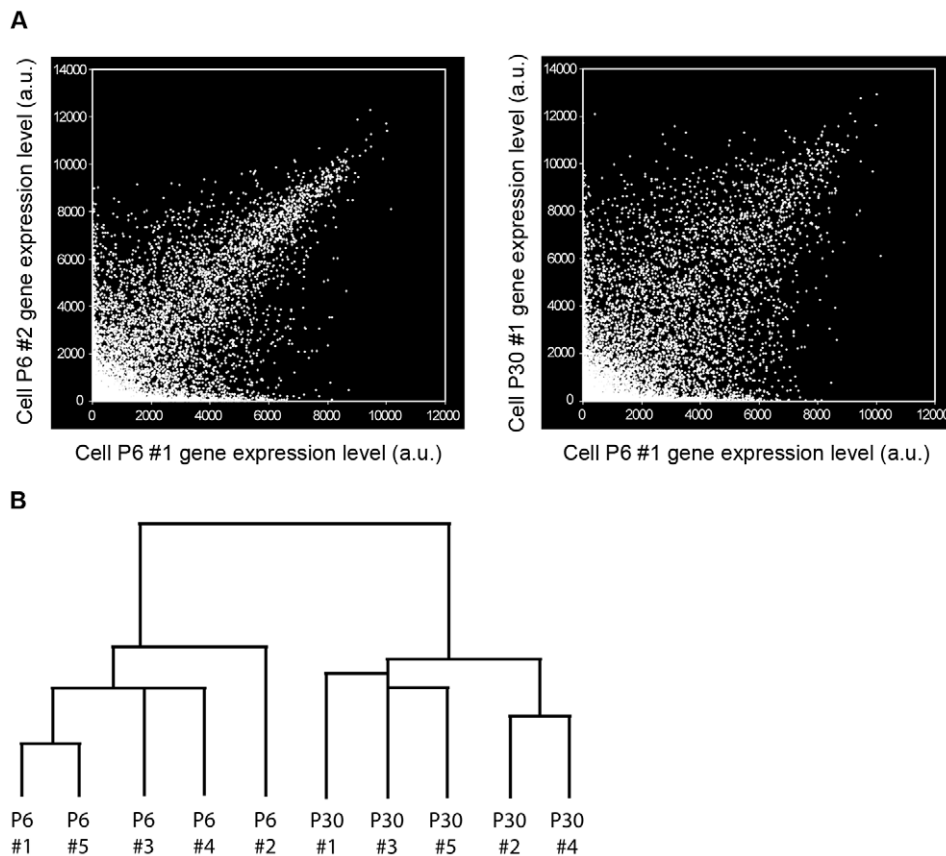 A
Cell P6 #2 gene expression level (a.u.)
14000
12000
10000
8000
6000
4000
2000
0
0 2000 4000 6000 8000 10000 12000
Cell P6 #1 gene expression level (a.u.)
Cell P30 #1 gene expression level (a.u.)
14000
12000
10000
8000
6000
4000
2000
0
0 2000 4000 6000 8000 10000 12000
Cell P6 #1 gene expression level (a.u.)
B
P6 P6 P6 P6 P6 P30 P30 P30 P30 P30
#1 #5 #3 #4 #2 #1 #3 #5 #2 #4